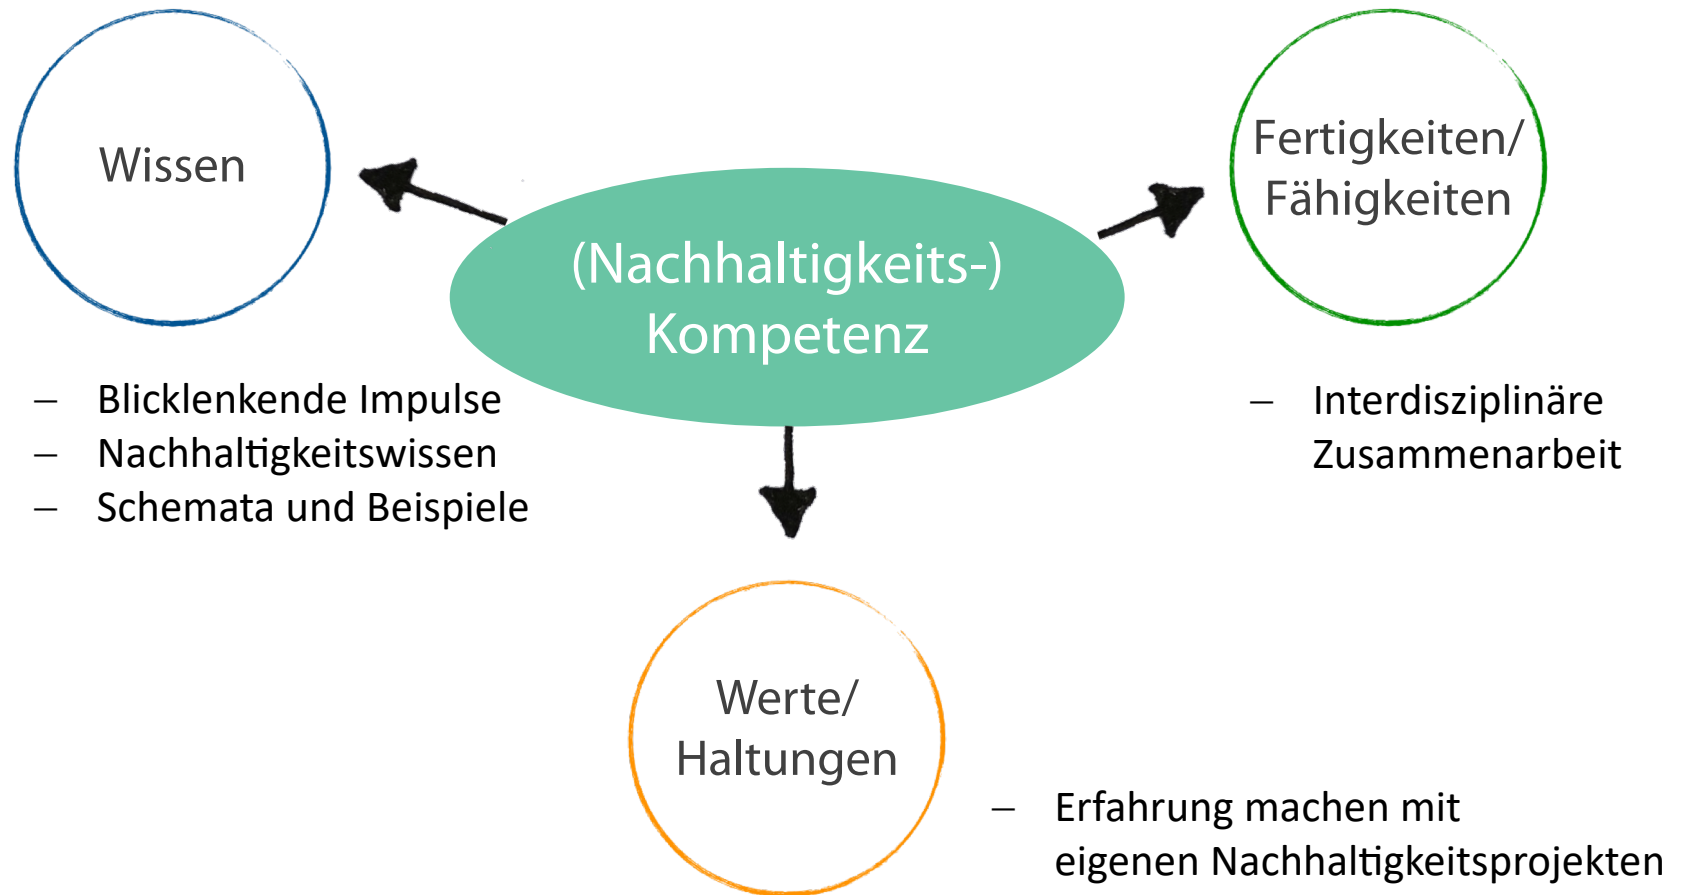 Wissen
(Nachhaltigkeits-)
Kompetenz
Fertigkeiten/
Fähigkeiten
– Blicklenkende Impulse
– Nachhaltigkeitswissen
– Schemata und Beispiele
– Interdisziplinäre
Zusammenarbeit
Werte/
Haltungen
– Erfahrung machen mit
eigenen Nachhaltigkeitsprojekten